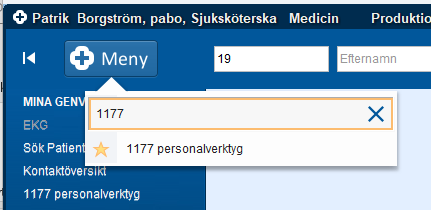 Patrik Borgström, pabo, Sjuksköterska Medicin Produktio
Meny
19
Efternamn
MINA GENV
1177
EKG
Sök Patient
1177 personalverktyg
Kontaktöversikt
1177 personalverktyg